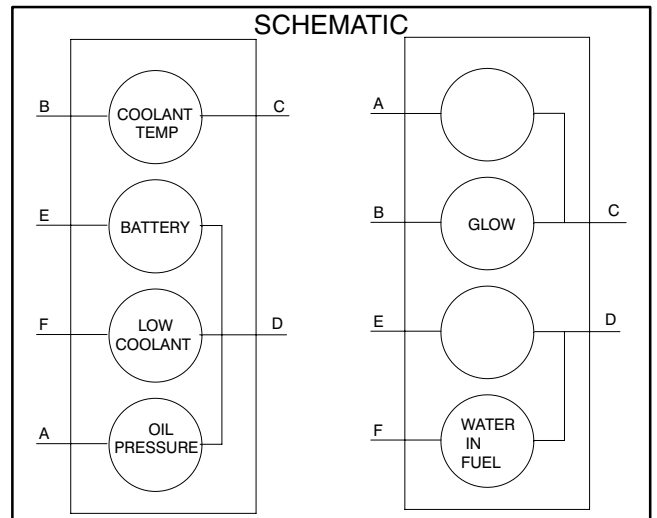 SCHEMATIC
B
COOLANT
TEMP
C
E
BATTERY
F
LOW
COOLANT
D
A
OIL
PRESSURE
A
B
GLOW
C
E
D
F
WATER
IN
FUEL